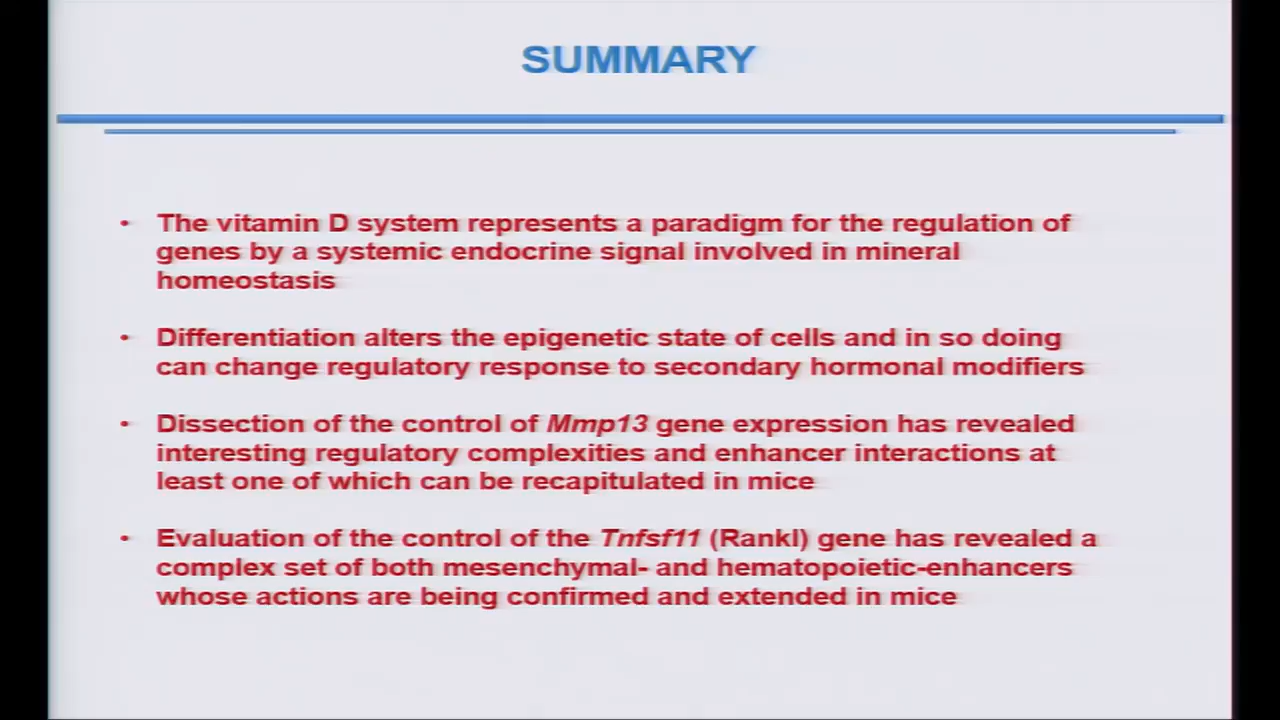 SUMMARY
• The vitamin D system represents a paradigm for the regulation of
genes by a systemic endocrine signal involved in mineral
homeostasis
• Differentiation alters the epigenetic state of cells and in so doing
can change regulatory response to secondary hormonal modifiers
• Dissection of the control of Mmp13 gene expression has revealed
interesting regulatory complexities and enhancer interactions at
least one of which can be recapitulated in mice
• Evaluation of the control of the Tnfsf11 (Rankl) gene has revealed a
complex set of both mesenchymal- and hematopoietic-enhancers
whose actions are being confirmed and extended in mice